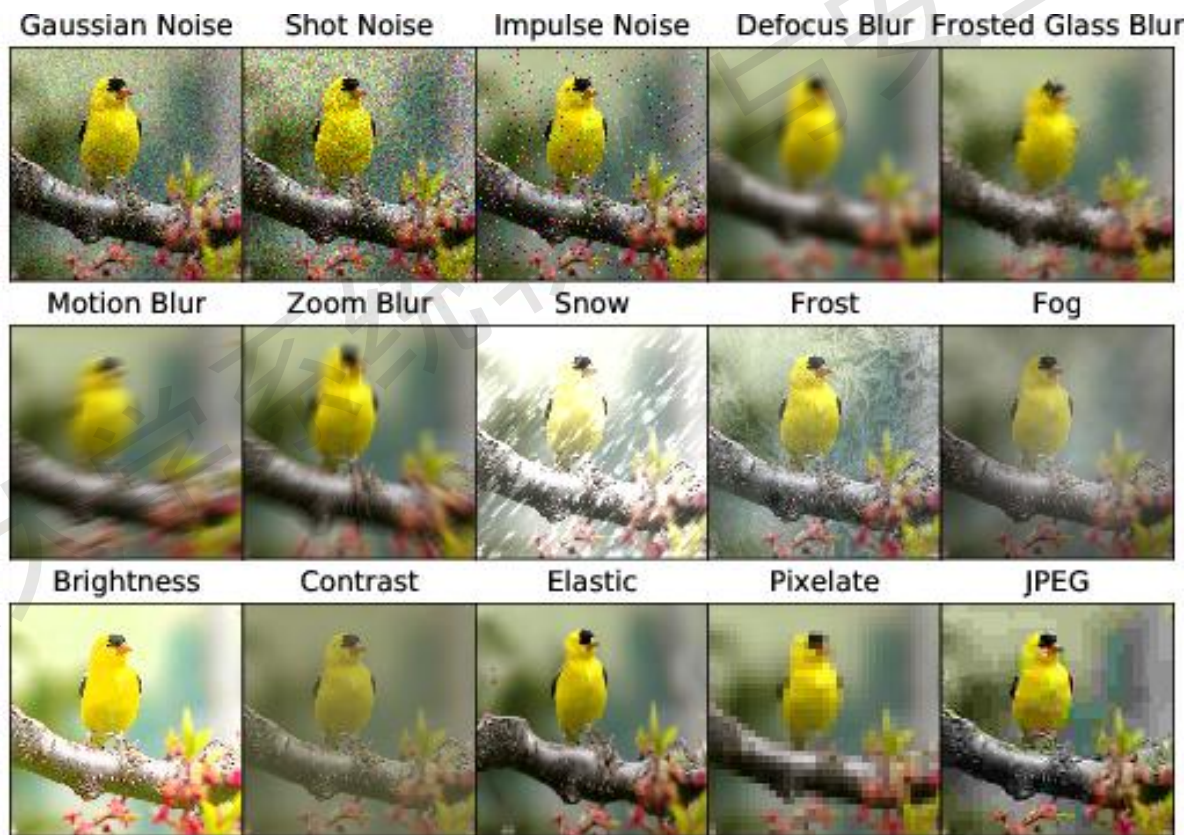 Gaussian Noise Shot Noise Impulse Noise Defocus Blur Frosted Glass Blur
Motion Blur Zoom Blur Snow Frost Fog
Brightness Contrast Elastic Pixelate JPEG